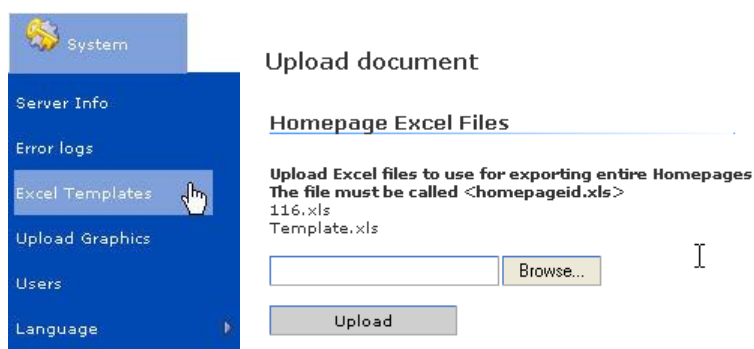 System
Server Info
Error logs
Excel Templates
Upload Graphics
Users
Language
Upload document
Homepage Excel Files
Upload Excel files to use for exporting entire Homepages
The file must be called <homepageid.xls>
116.xls
Template.xls
Browse...
Upload